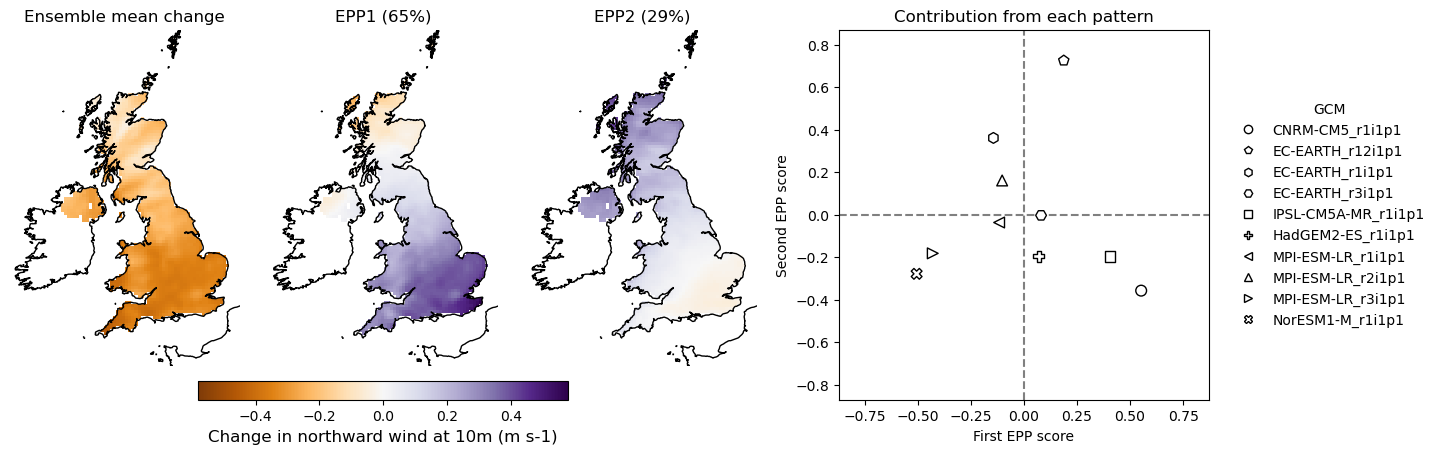 Ensemble mean change
EPP1 (65%)
EPP2 (29%)
Contribution from each pattern
−0.4
−0.2
0.0
0.2
0.4
Change in northward wind at 10m (m s-1)
0.8
0.6
0.4
0.2
0.0
−0.2
−0.4
−0.6
−0.8
Second EPP score
−0.75
−0.50
−0.25
0.00
0.25
0.50
0.75
First EPP score
GCM
CNRM-CM5_r1i1p1
EC-EARTH_r12i1p1
EC-EARTH_r1i1p1
EC-EARTH_r3i1p1
IPSL-CM5A-MR_r1i1p1
HadGEM2-ES_r1i1p1
MPI-ESM-LR_r1i1p1
MPI-ESM-LR_r2i1p1
MPI-ESM-LR_r3i1p1
NorESM1-M_r1i1p1